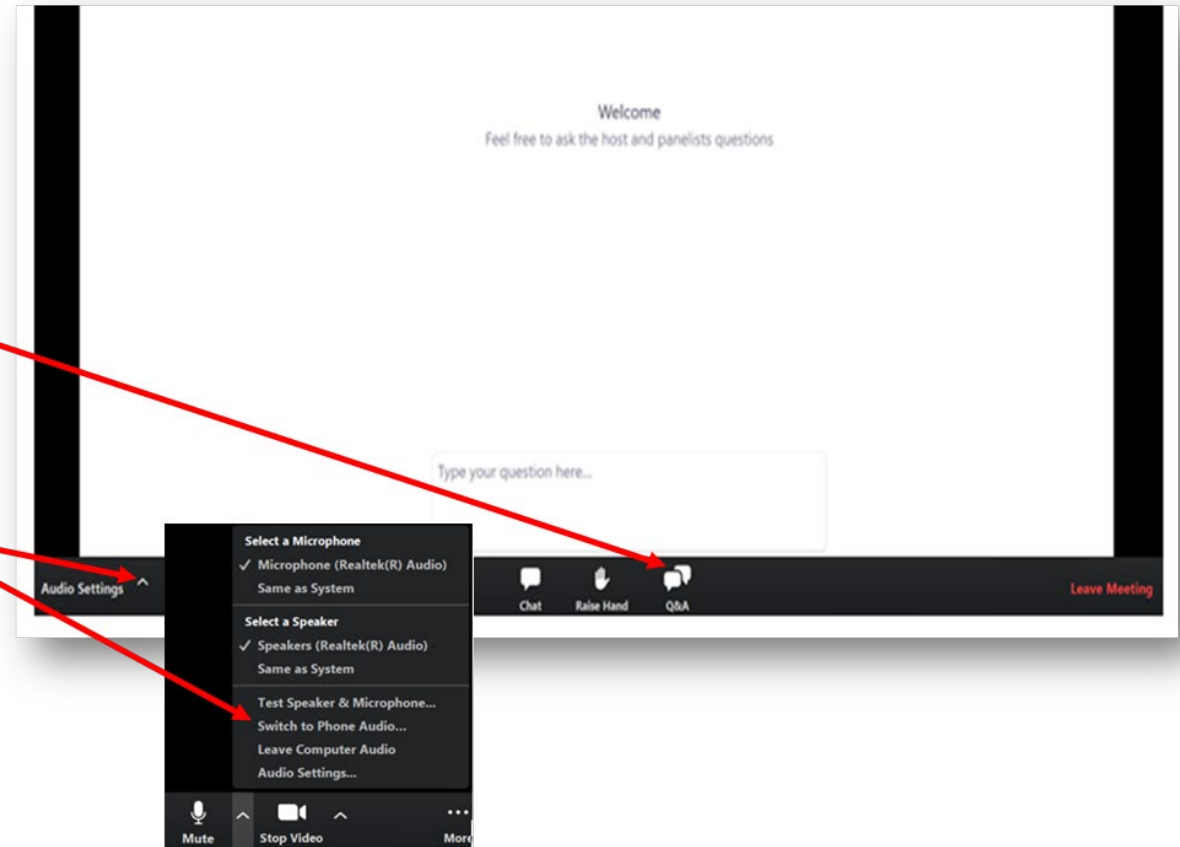 Welcome
Feel free to ask the host and panelists questions
Type your question here...
Audio Settings
Chat
Raise Hand
Q&A
Leave Meeting
Select a Microphone
✓ Microphone (Realtek(R) Audio)
Same as System
Select a Speaker
✓ Speakers (Realtek(R) Audio)
Same as System
Test Speaker & Microphone...
Switch to Phone Audio...
Leave Computer Audio
Audio Settings...
Mute
Stop Video
More